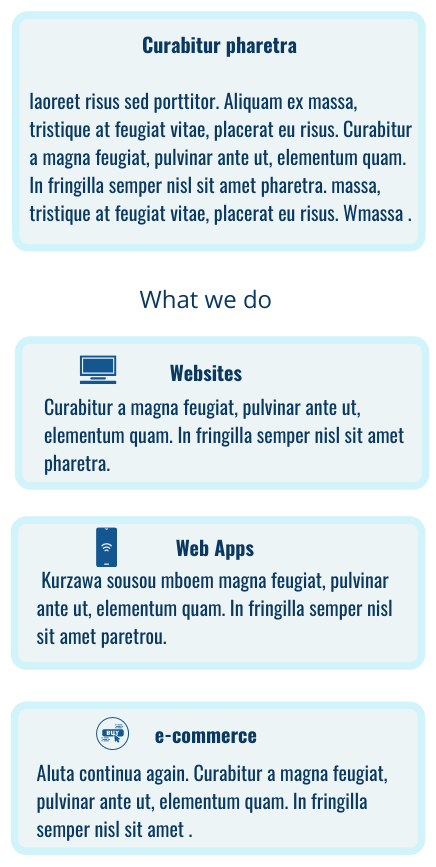 Curabitur pharetra
laoreet risus sed porttitor. Aliquam ex massa,
tristique at feugiat vitae, placerat eu risus. Curabitur
a magna feugiat, pulvinar ante ut, elementum quam.
In fringilla semper nisl sit amet pharetra. massa,
tristique at feugiat vitae, placerat eu risus. Wmassa .
What we do
Websites
Curabitur a magna feugiat, pulvinar ante ut,
elementum quam. In fringilla semper nisl sit amet
pharetra.
Web Apps
Kurzawa sousou mboem magna feugiat, pulvinar
ante ut, elementum quam. In fringilla semper nisl
sit amet paretrou.
BUY
e-commerce
Aluta continua again. Curabitur a magna feugiat,
pulvinar ante ut, elementum quam. In fringilla
semper nisl sit amet .